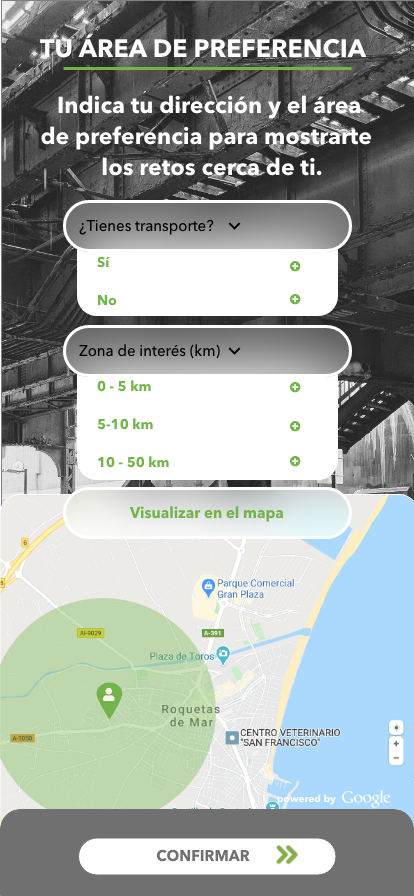 TU ÁREA DE PREFERENCIA
Indica tu dirección y el área
de preferencia para mostrarte
los retos cerca de ti.
¿Tienes transporte?
Sí
No
Zona de interés (km)
0 - 5 km
5-10 km
10 - 50 km
Visualizar en el mapa
Parque Comercial
Gran Plaza
Al-9029
A-391
Plaza de Toros
Roquetas
de Mar
A-1050
CENTRO VETERINARIO
"SAN FRANCISCO"
powered by Google
CONFIRMAR